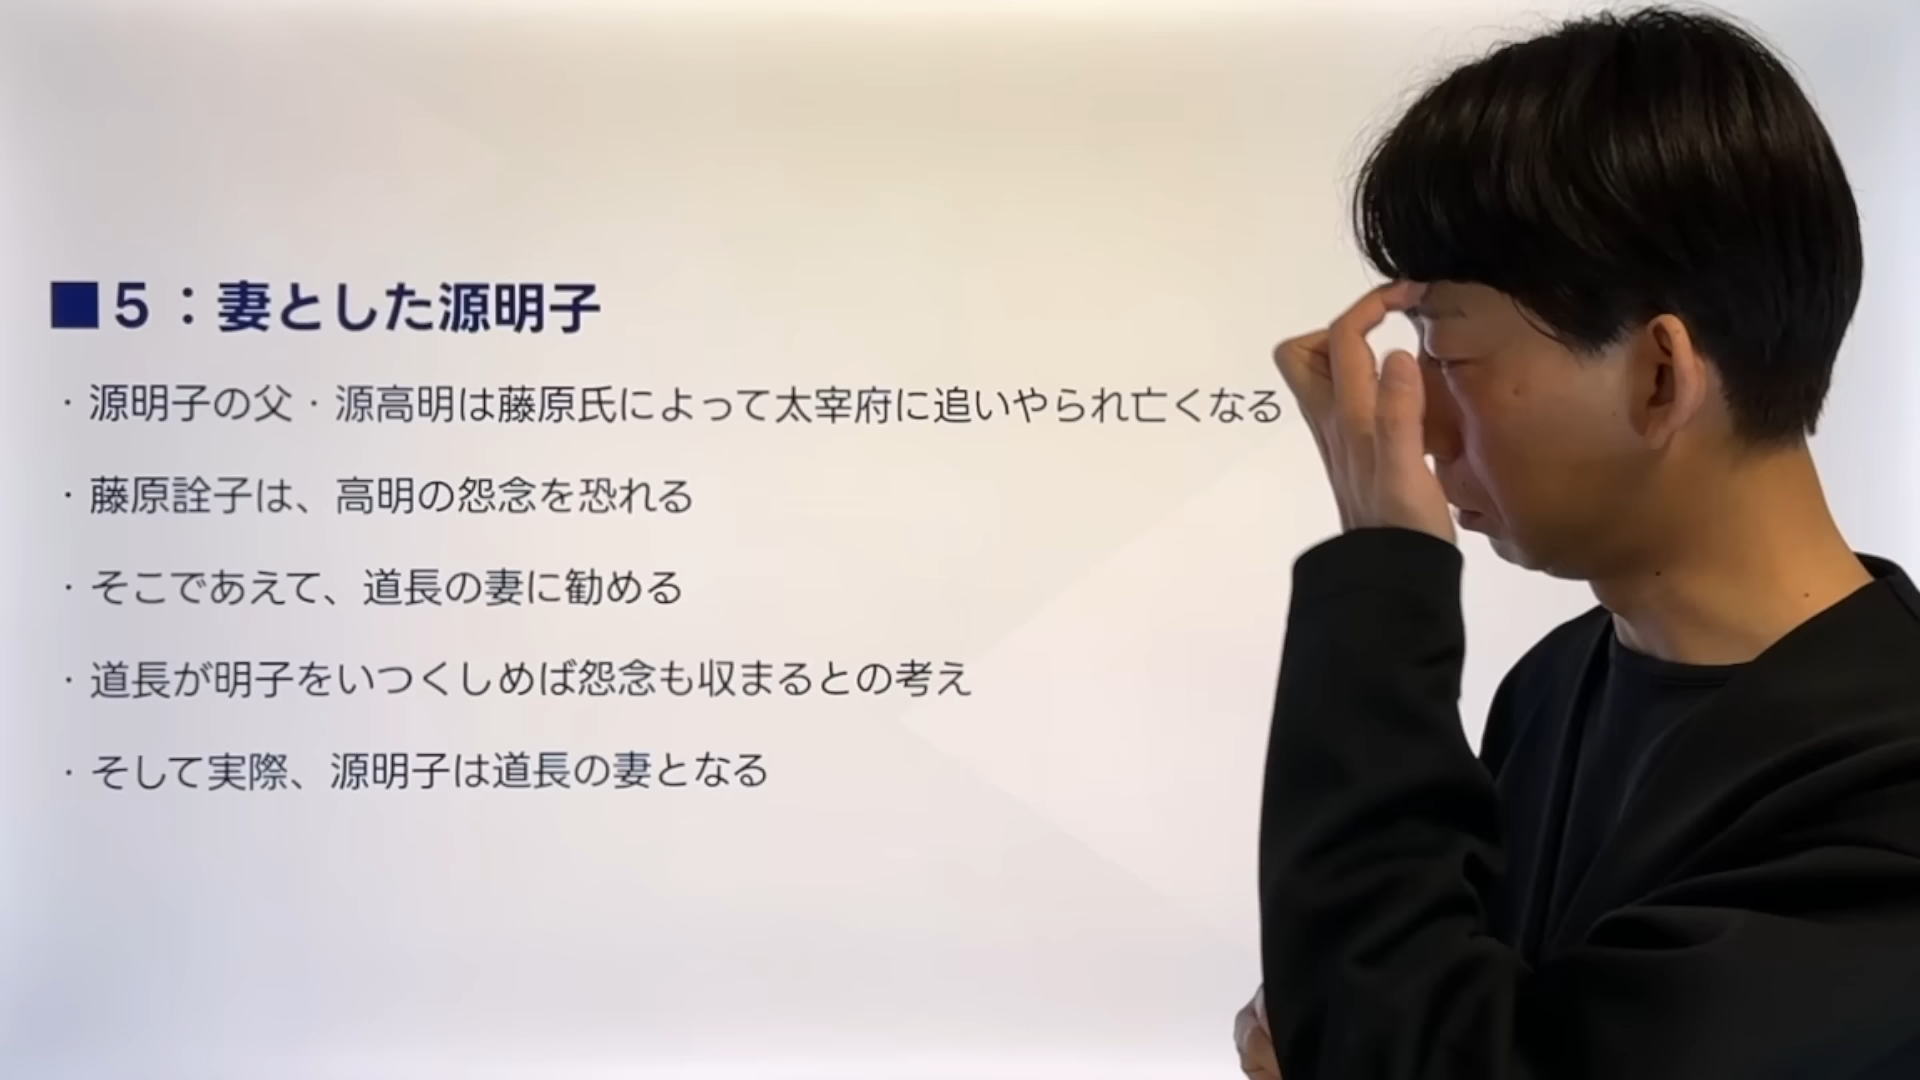 ■５：妻とした源明子
・源明子の父・源高明は藤原氏によって太宰府に追いやられ亡くなる
・藤原詮子は、高明の怨念を恐れる
・そこであえて、道長の妻に勧める
・道長が明子をいつくしめば怨念も収まるとの考え
・そして実際、源明子は道長の妻となる